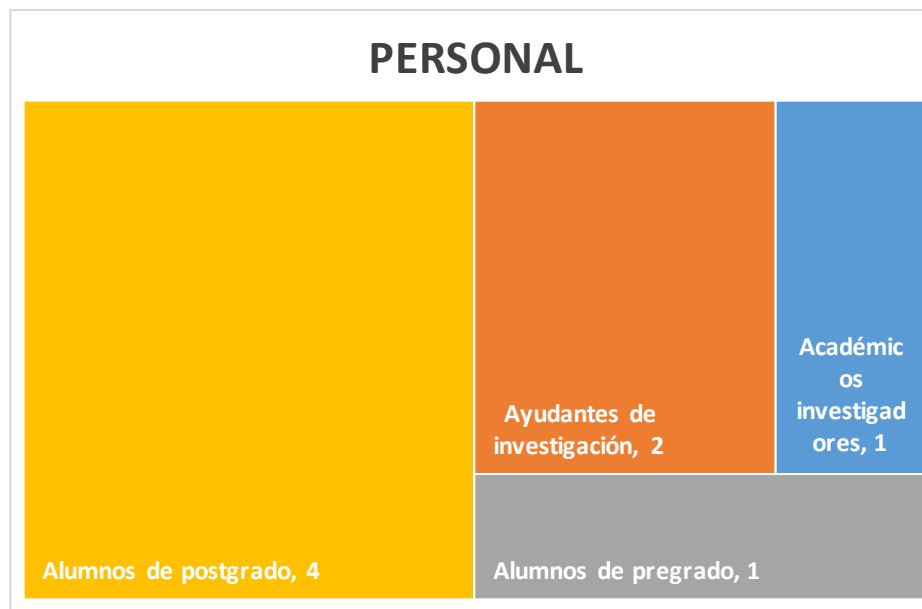 PERSONAL
Alumnos de postgrado, 4
Ayudantes de
investigación, 2
Académic
os
investigad
ores, 1
Alumnos de pregrado, 1